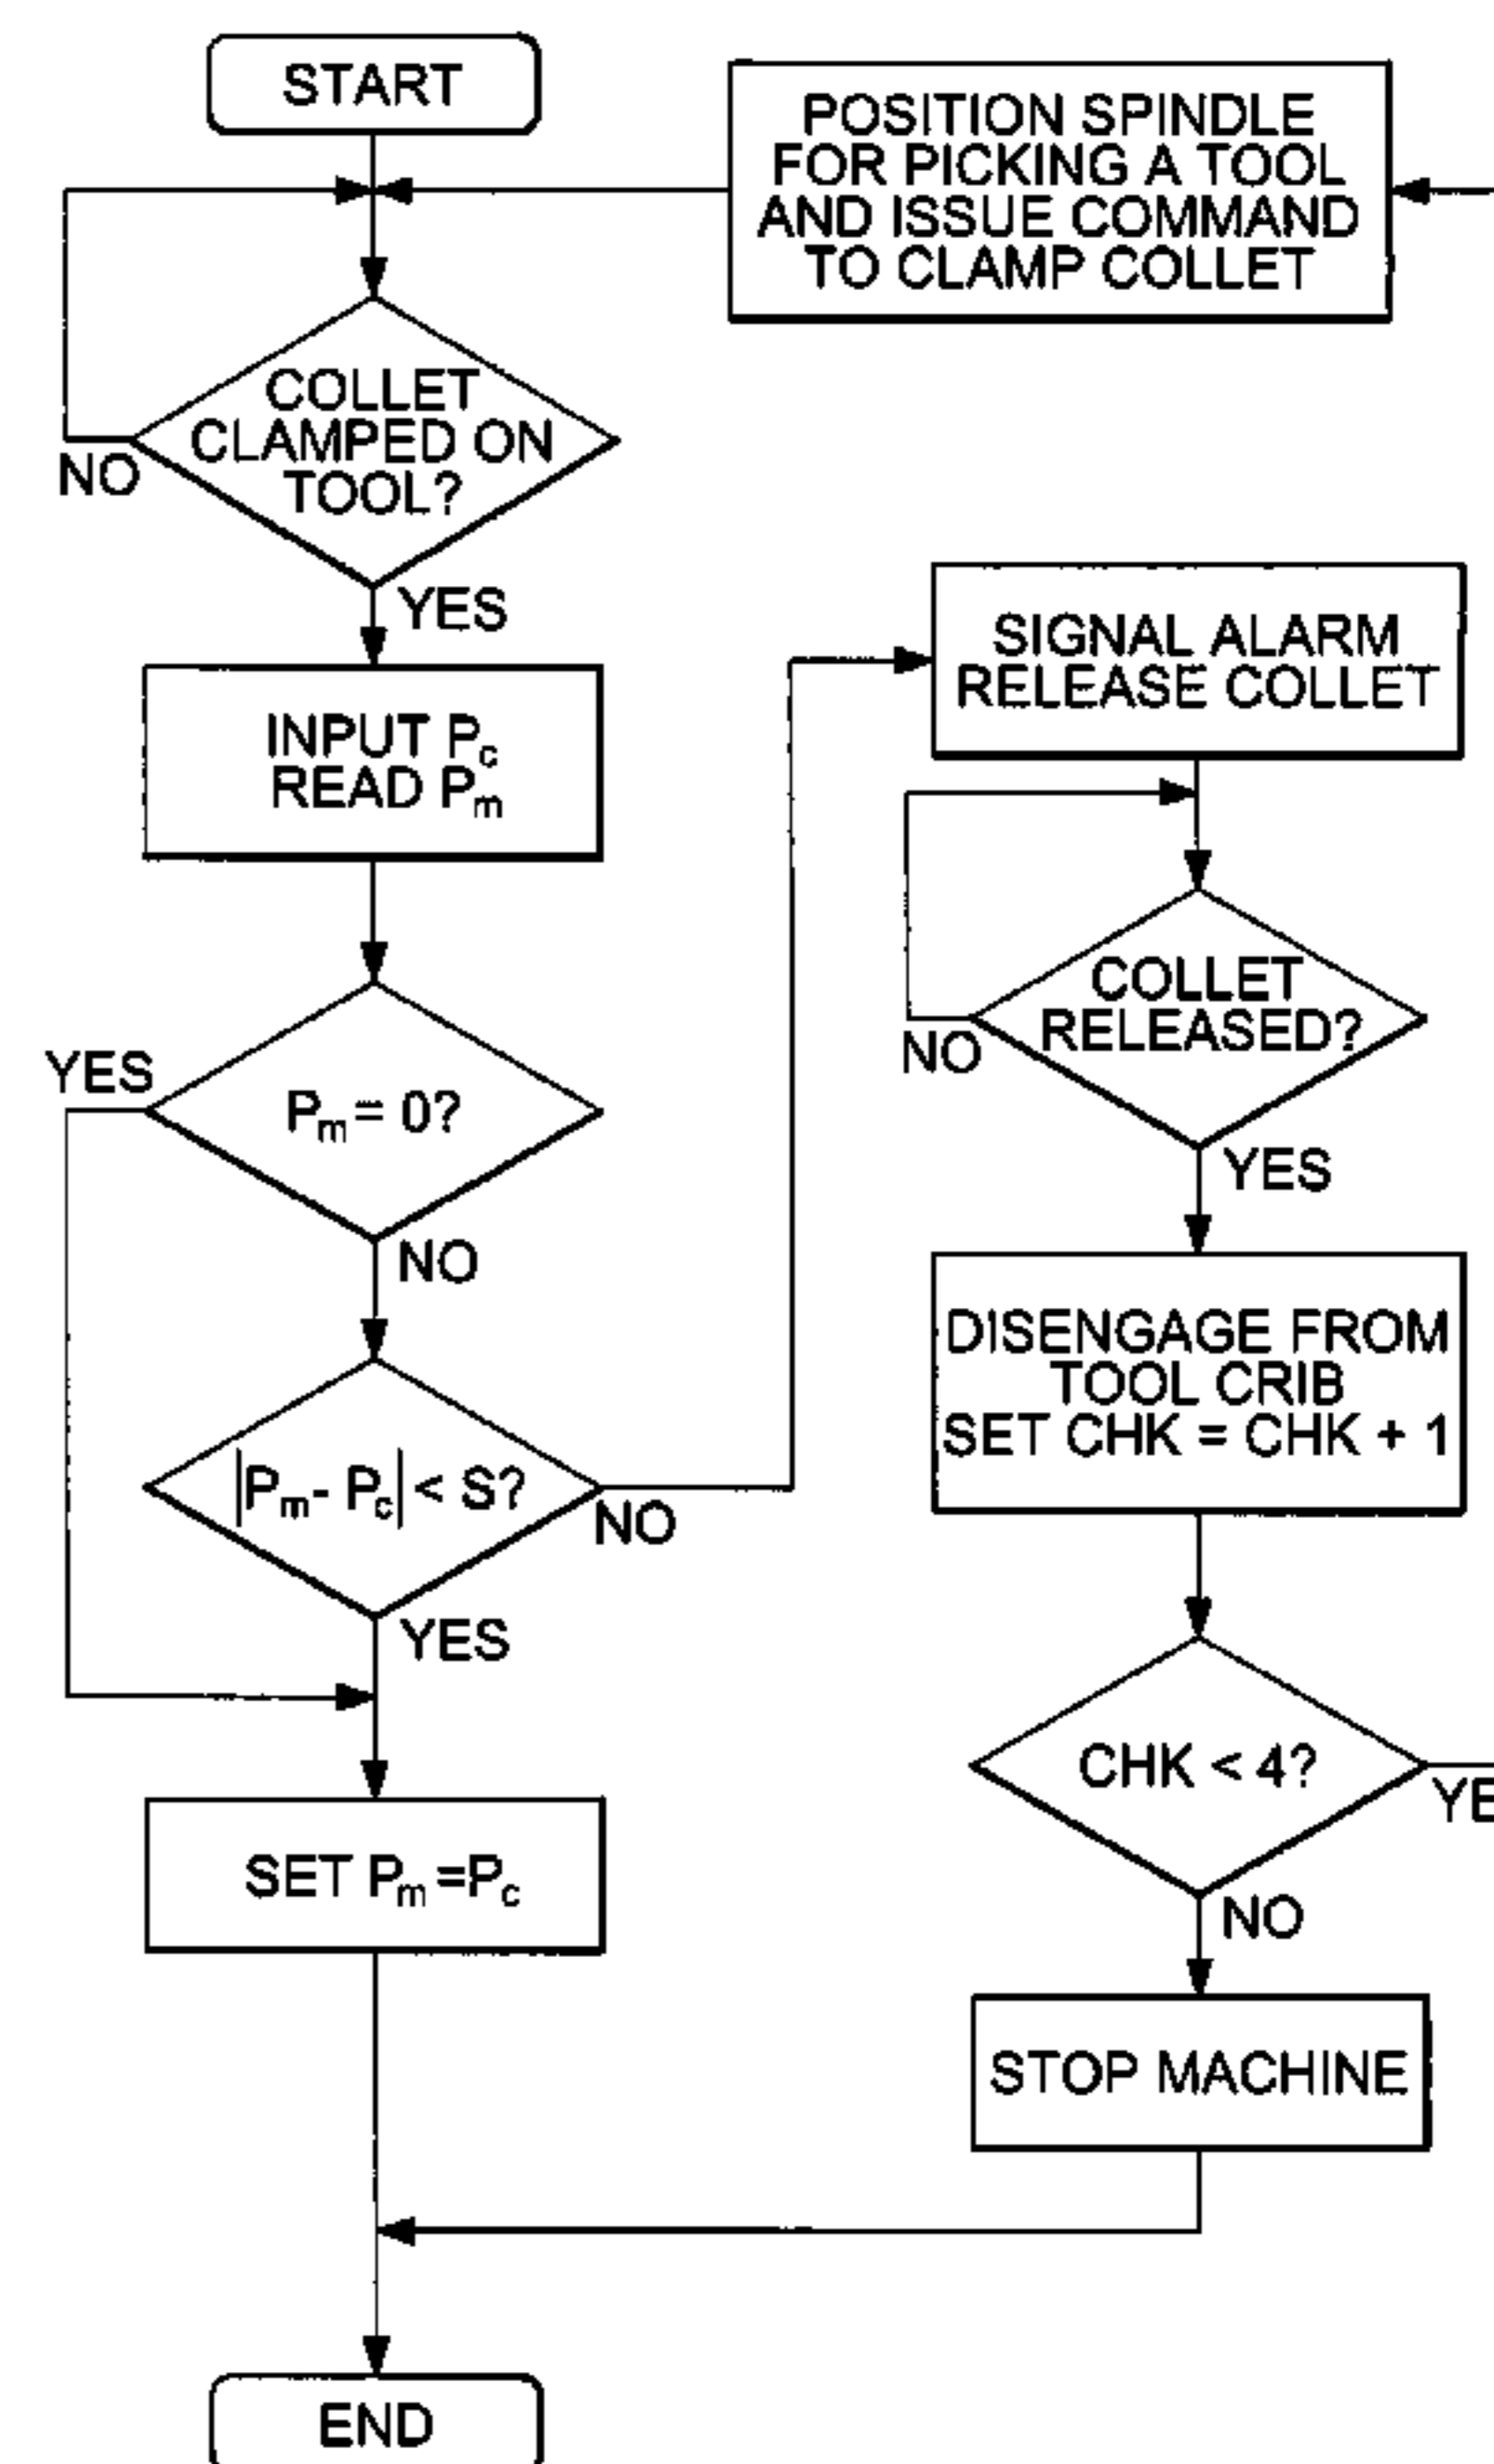 START
POSITION SPINDLE
FOR PICKING A TOOL
AND ISSUE COMMAND
TO CLAMP COLLET
COLLET
CLAMPED ON
TOOL?
NO
YES
INPUT Pc
READ Pm
Pm = 0?
YES
NO
|Pm - Pc| < S?
NO
YES
SET Pm =Pc
SIGNAL ALARM
RELEASE COLLET
COLLET
RELEASED?
NO
YES
DISENGAGE FROM
TOOL CRIB
SET CHK = CHK + 1
CHK < 4?
YE
NO
STOP MACHINE
END